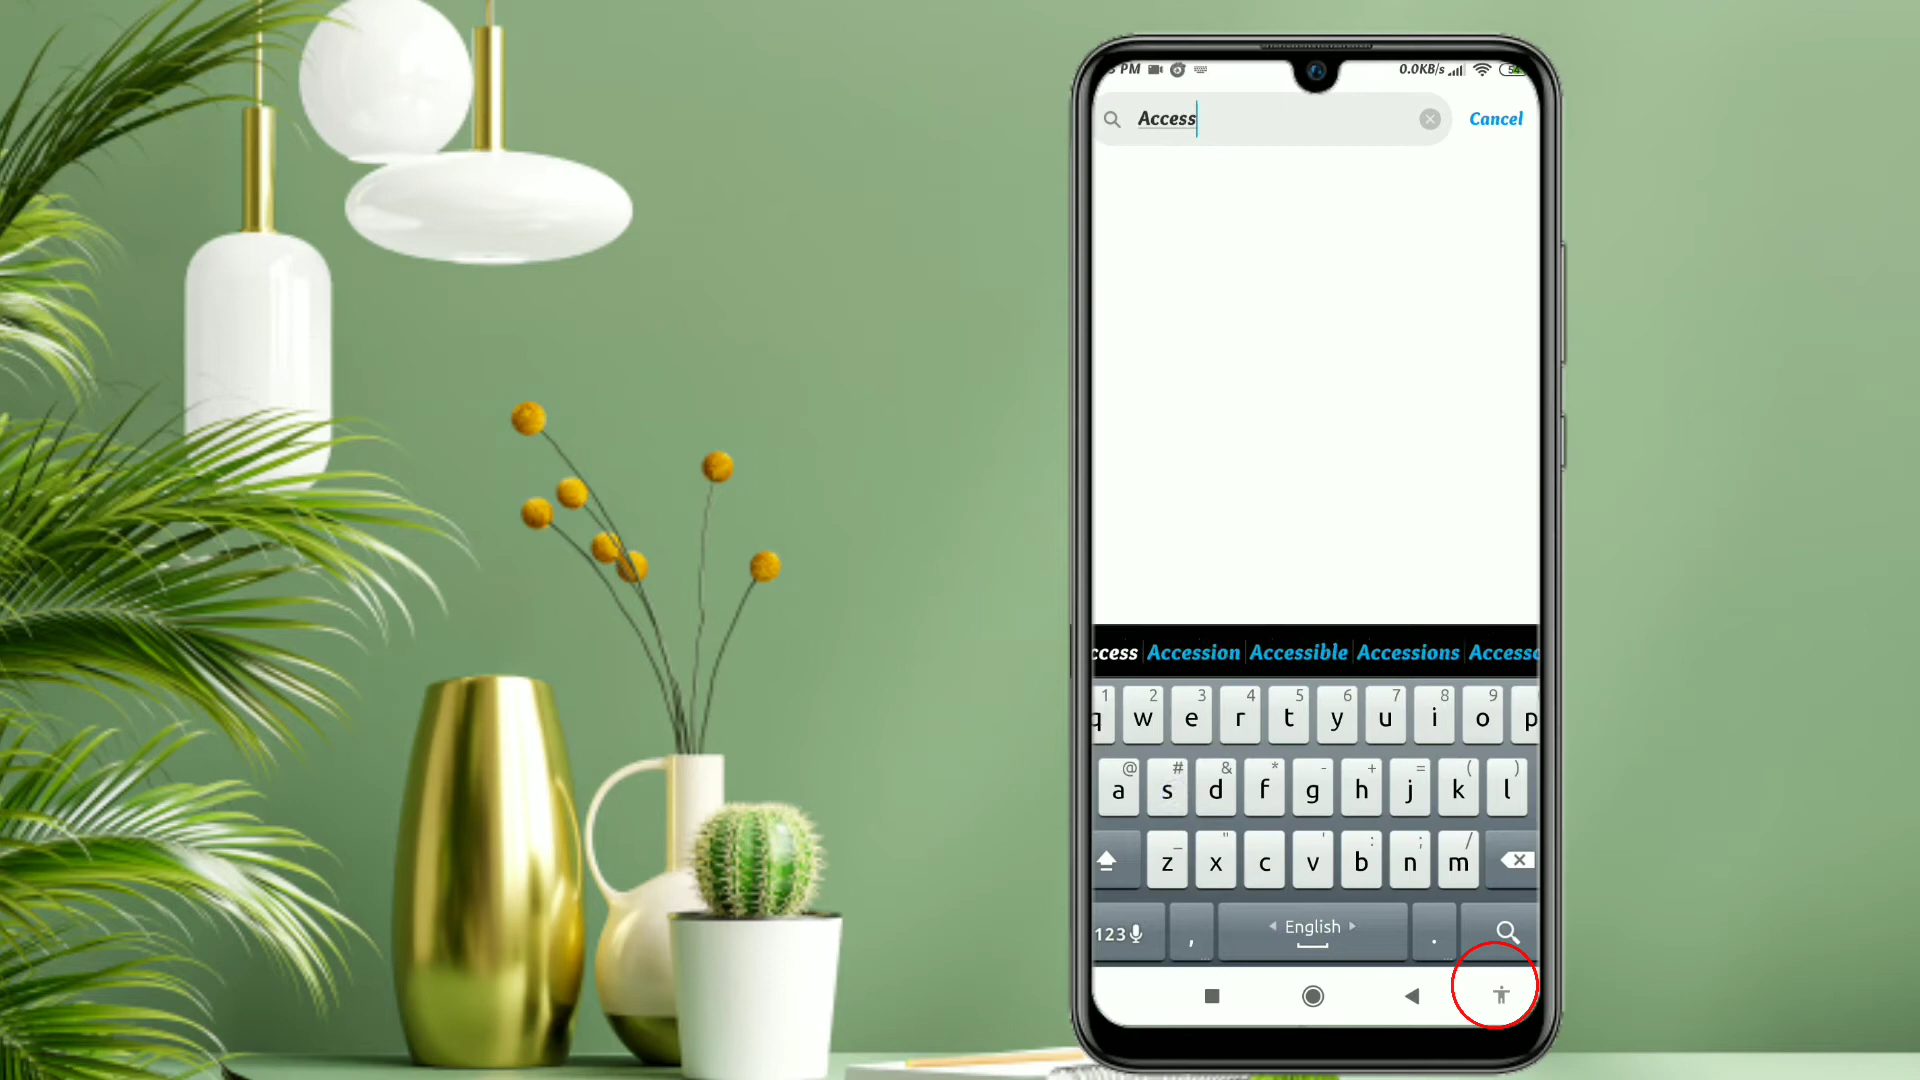 PM 0.0KB/s 54
Access Cancel
ccess Accession Accessible Accessions Accesso
1 2 3 4 5 6 7 8 9
q w e r t y u i o p
@ # & * - + = ( )
a s d f g h j k l
_ " ' : ; /
z x c v b n m
123 , English .